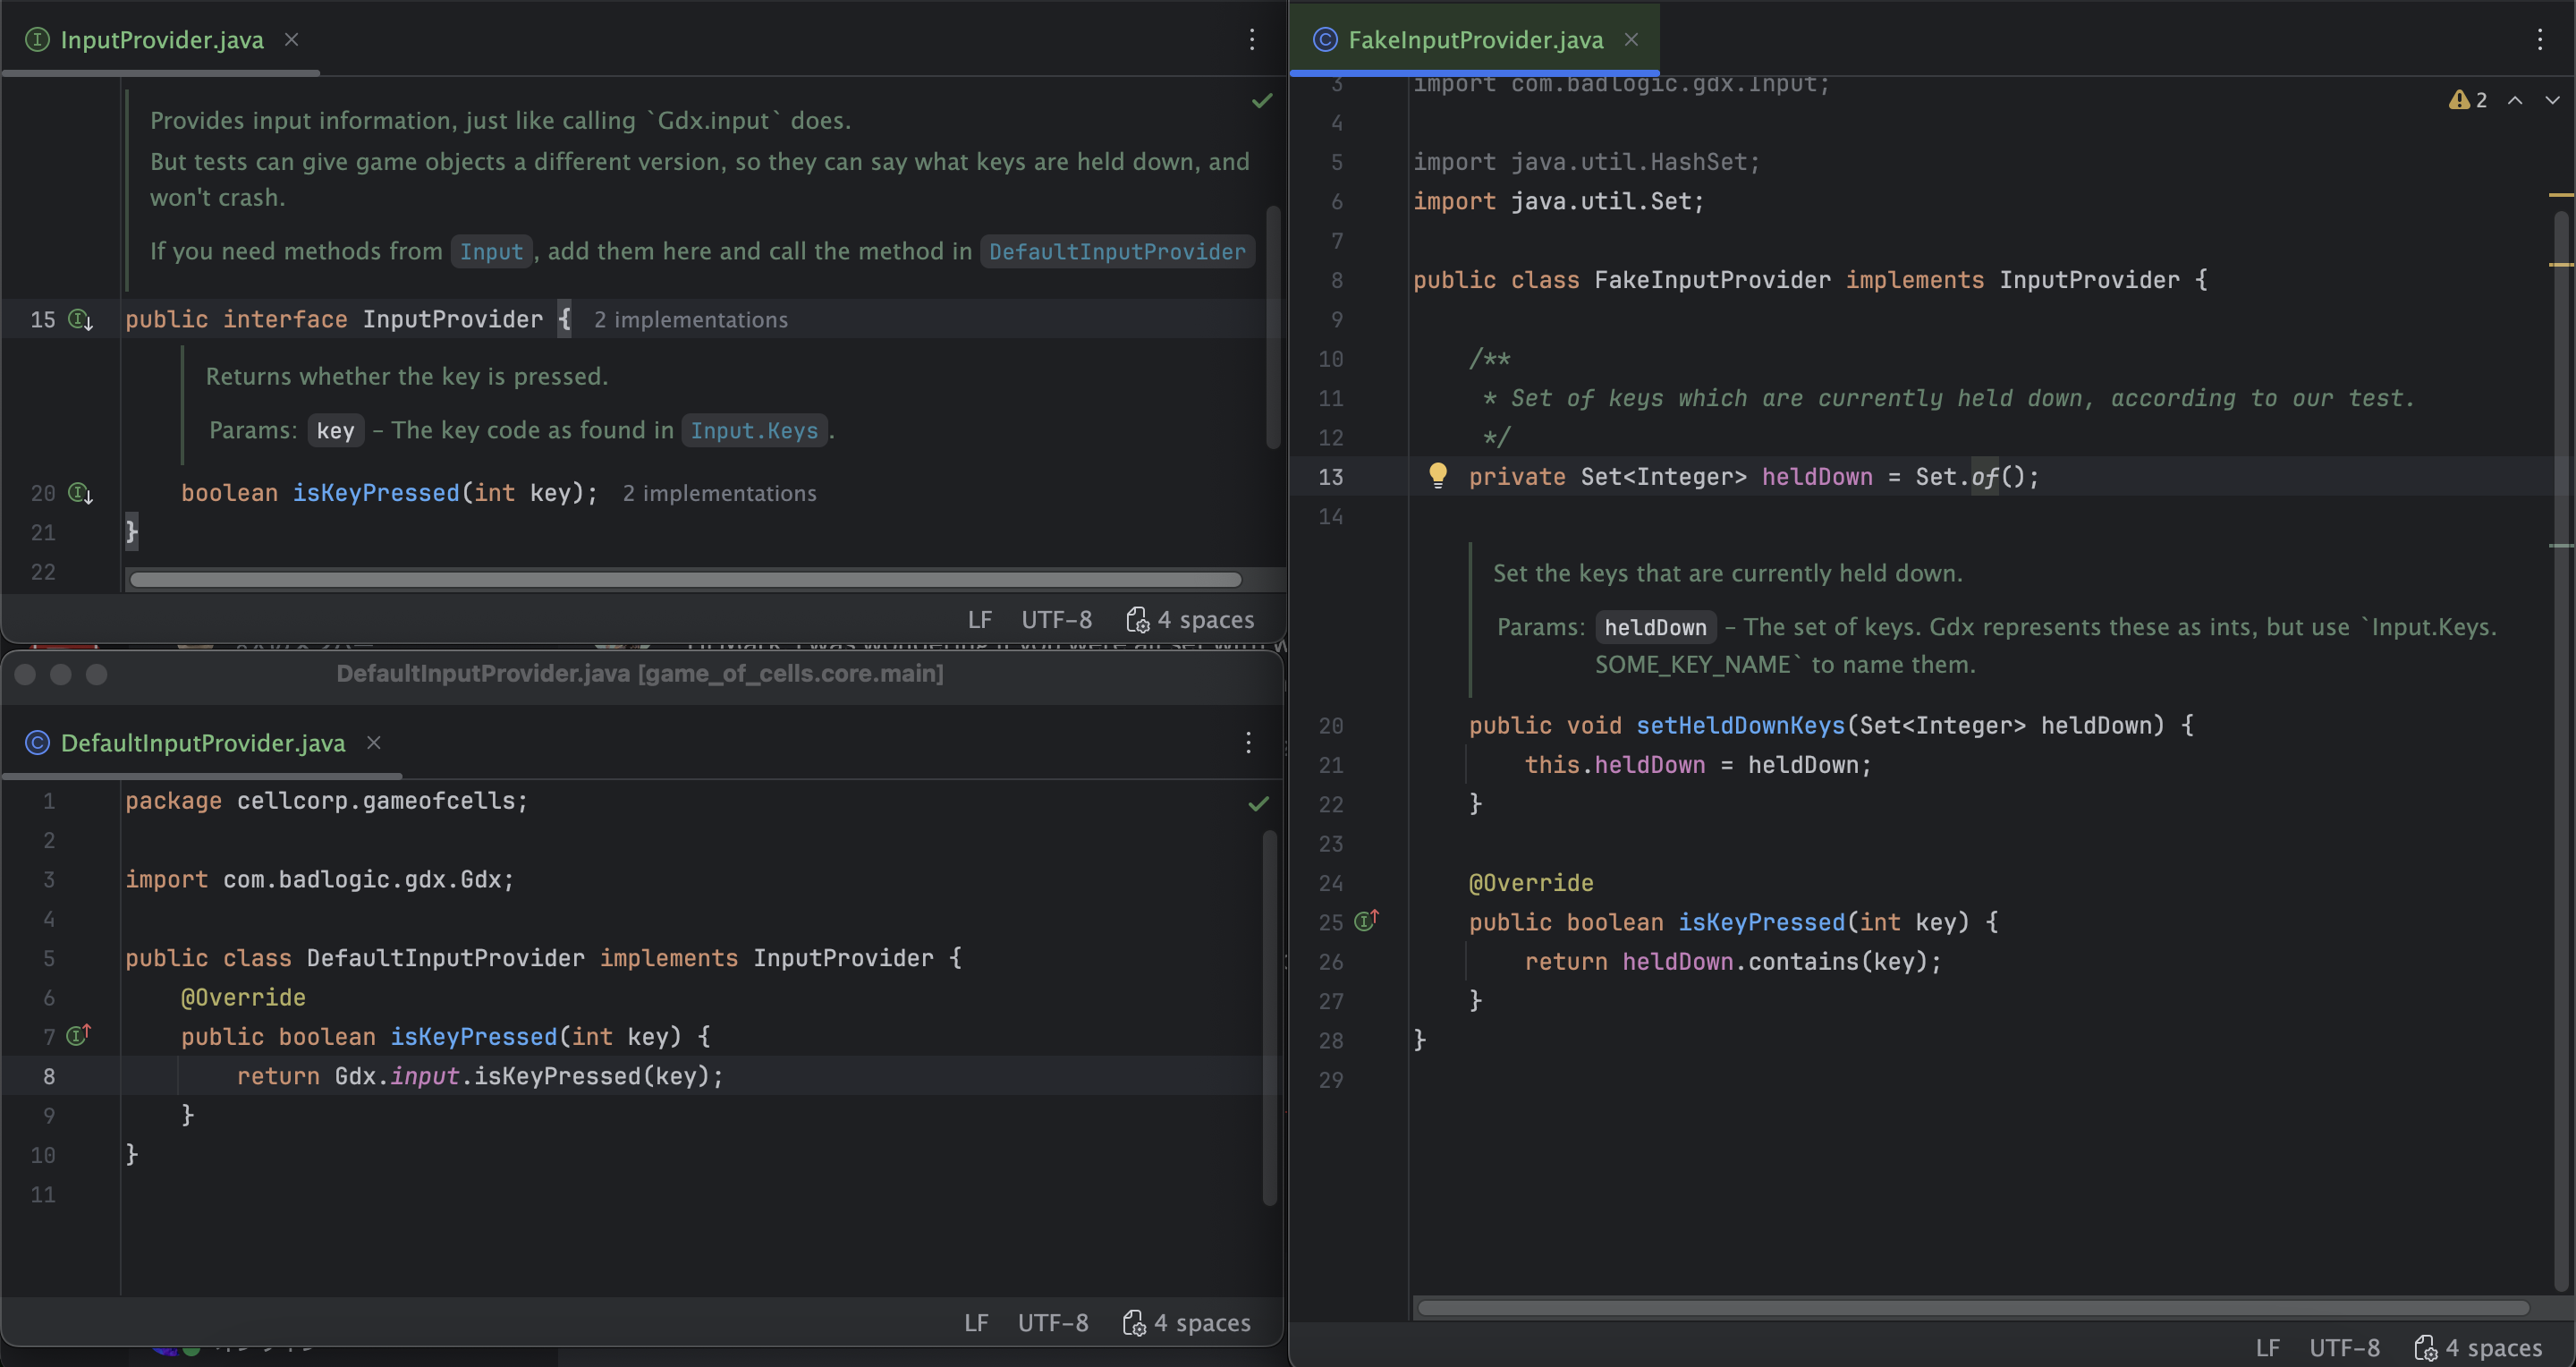 InputProvider.java
Provides input information, just like calling `Gdx.input` does.
But tests can give game objects a different version, so they can say what keys are held down, and
won't crash.
If you need methods from Input, add them here and call the method in DefaultInputProvider
15 public interface InputProvider { 2 implementations
Returns whether the key is pressed.
Params: key – The key code as found in Input.Keys.
20 boolean isKeyPressed(int key); 2 implementations
21 }
22
LF UTF-8 4 spaces
DefaultInputProvider.java [game_of_cells.core.main]
DefaultInputProvider.java
1 package cellcorp.gameofcells;
2
3 import com.badlogic.gdx.Gdx;
4
5 public class DefaultInputProvider implements InputProvider {
6 @Override
7 public boolean isKeyPressed(int key) {
8 return Gdx.input.isKeyPressed(key);
9 }
10 }
11
LF UTF-8 4 spaces
FakeInputProvider.java
2
3 import com.badlogic.gdx.Input;
4
5 import java.util.HashSet;
6 import java.util.Set;
7
8 public class FakeInputProvider implements InputProvider {
9
10 /**
11 * Set of keys which are currently held down, according to our test.
12 */
13 private Set<Integer> heldDown = Set.of();
14
Set the keys that are currently held down.
Params: heldDown – The set of keys. Gdx represents these as ints, but use `Input.Keys.
SOME_KEY_NAME` to name them.
20 public void setHeldDownKeys(Set<Integer> heldDown) {
21 this.heldDown = heldDown;
22 }
23
24 @Override
25 public boolean isKeyPressed(int key) {
26 return heldDown.contains(key);
27 }
28 }
29
LF UTF-8 4 spaces